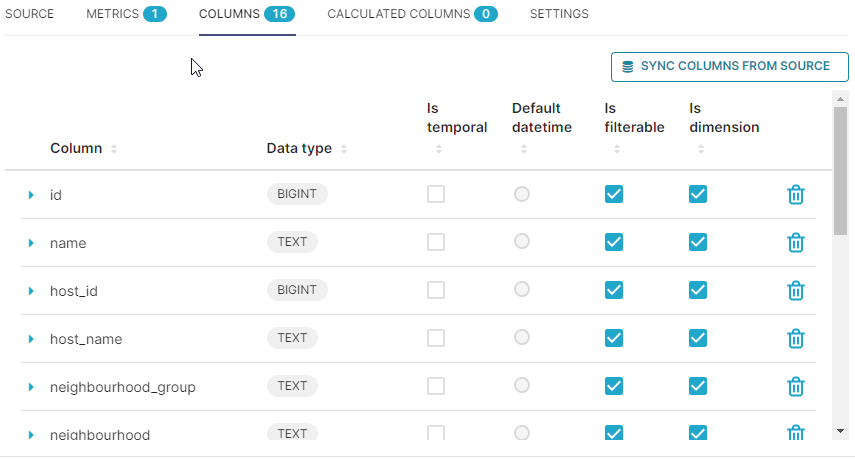 SOURCE METRICS 1 COLUMNS 16 CALCULATED COLUMNS 0 SETTINGS
SYNC COLUMNS FROM SOURCE
Column Data type Is temporal Default datetime Is filterable Is dimension
id BIGINT
name TEXT
host_id BIGINT
host_name TEXT
neighbourhood_group TEXT
neighbourhood TEXT